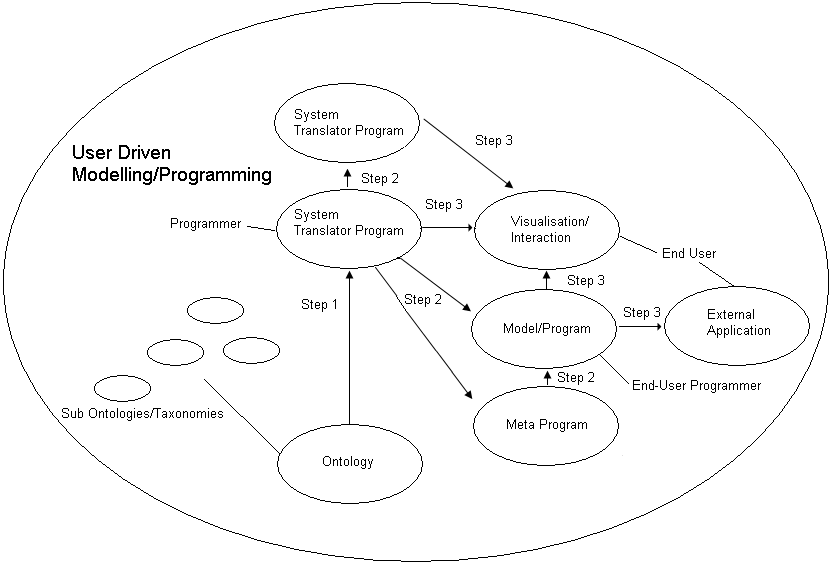 System
Translator Program
Step 3
User Driven
Modelling/Programming
Step 2
System
Translator Program
Step 3
Programmer
Visualisation/
Interaction
End User
Step 1
Step 2
Step 3
Model/Program
Step 3
External
Application
Step 2
End-User Programmer
Sub Ontologies/Taxonomies
Meta Program
Ontology